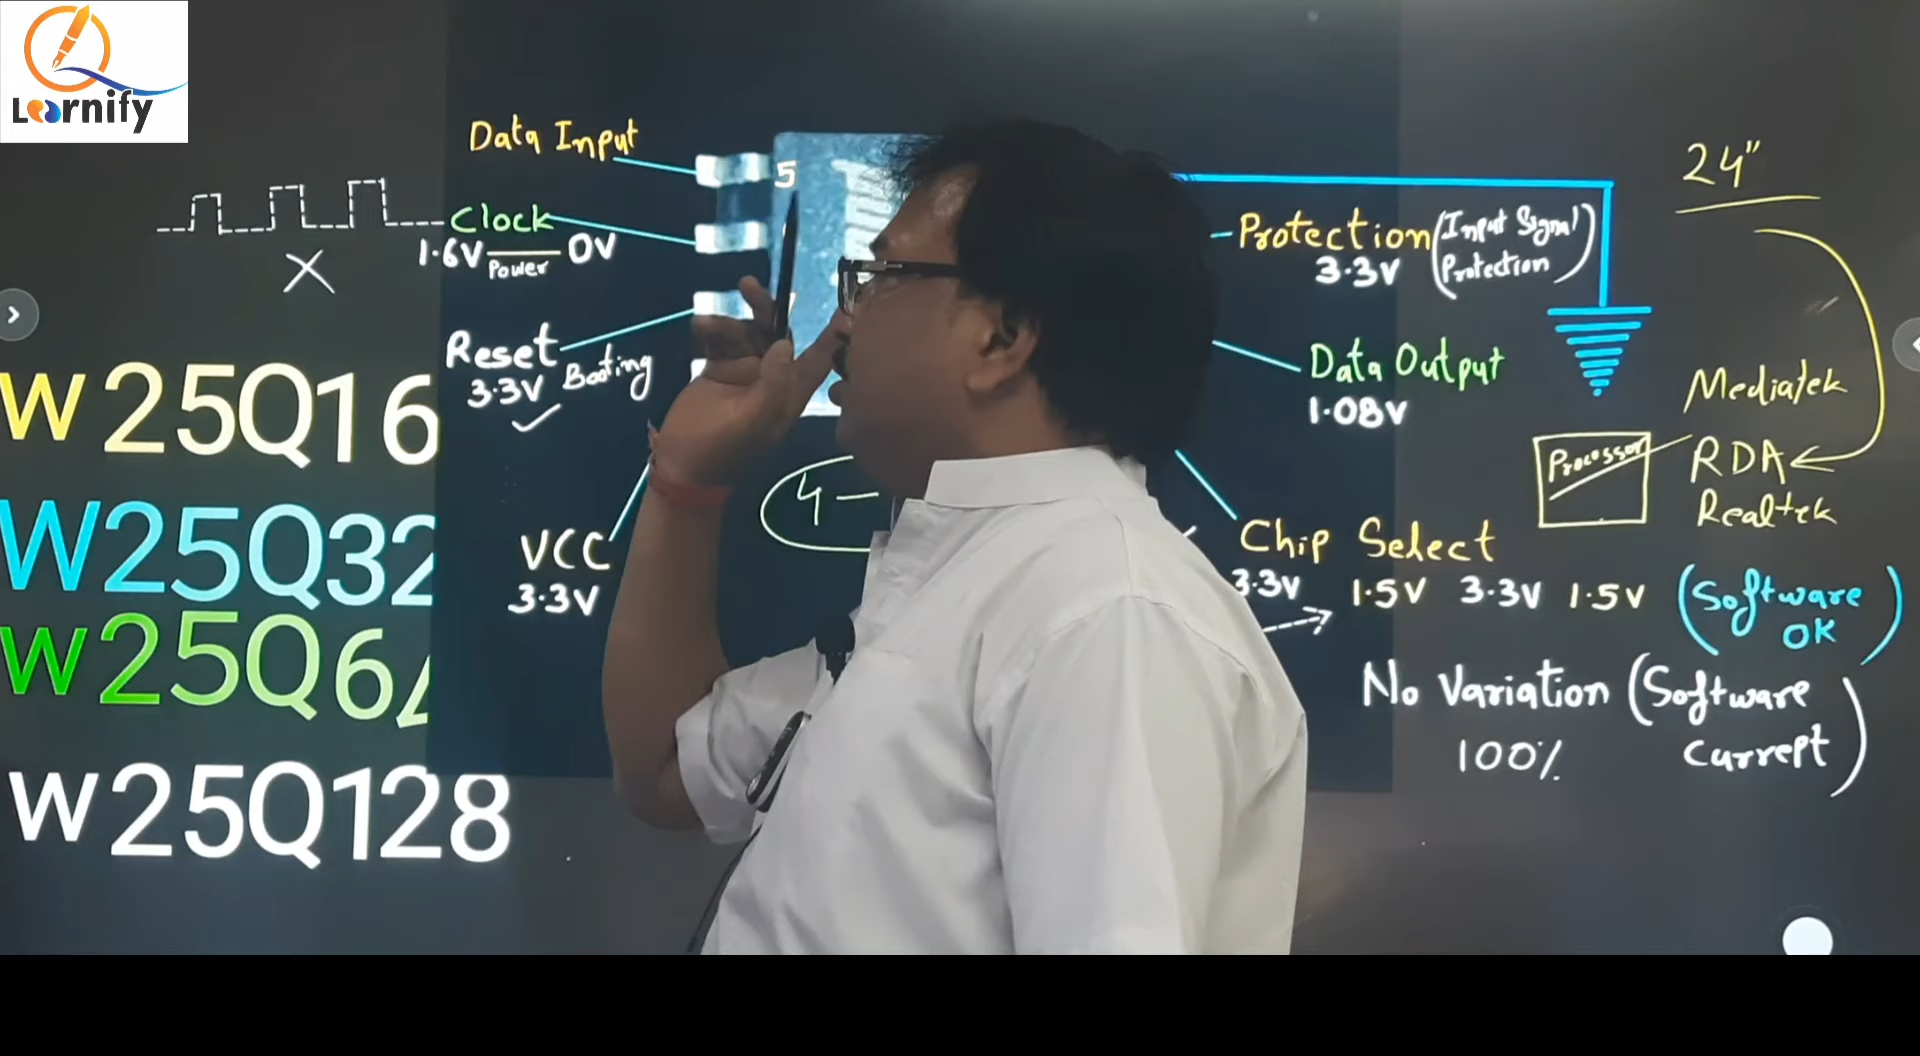 Learnify
Data Input
5
24"
Clock
1.6V Power 0V
X
Protection (Input Signal Protection)
3.3V
Reset
3.3V Booting
Data Output
1.08V
Mediatek
Processor
RDA
Realtek
W25Q16
W25Q32
W25Q6
W25Q128
VCC
3.3V
4-
Chip Select
3.3V 1.5V 3.3V 1.5V (Software OK)
No Variation (Software Currept)
100%